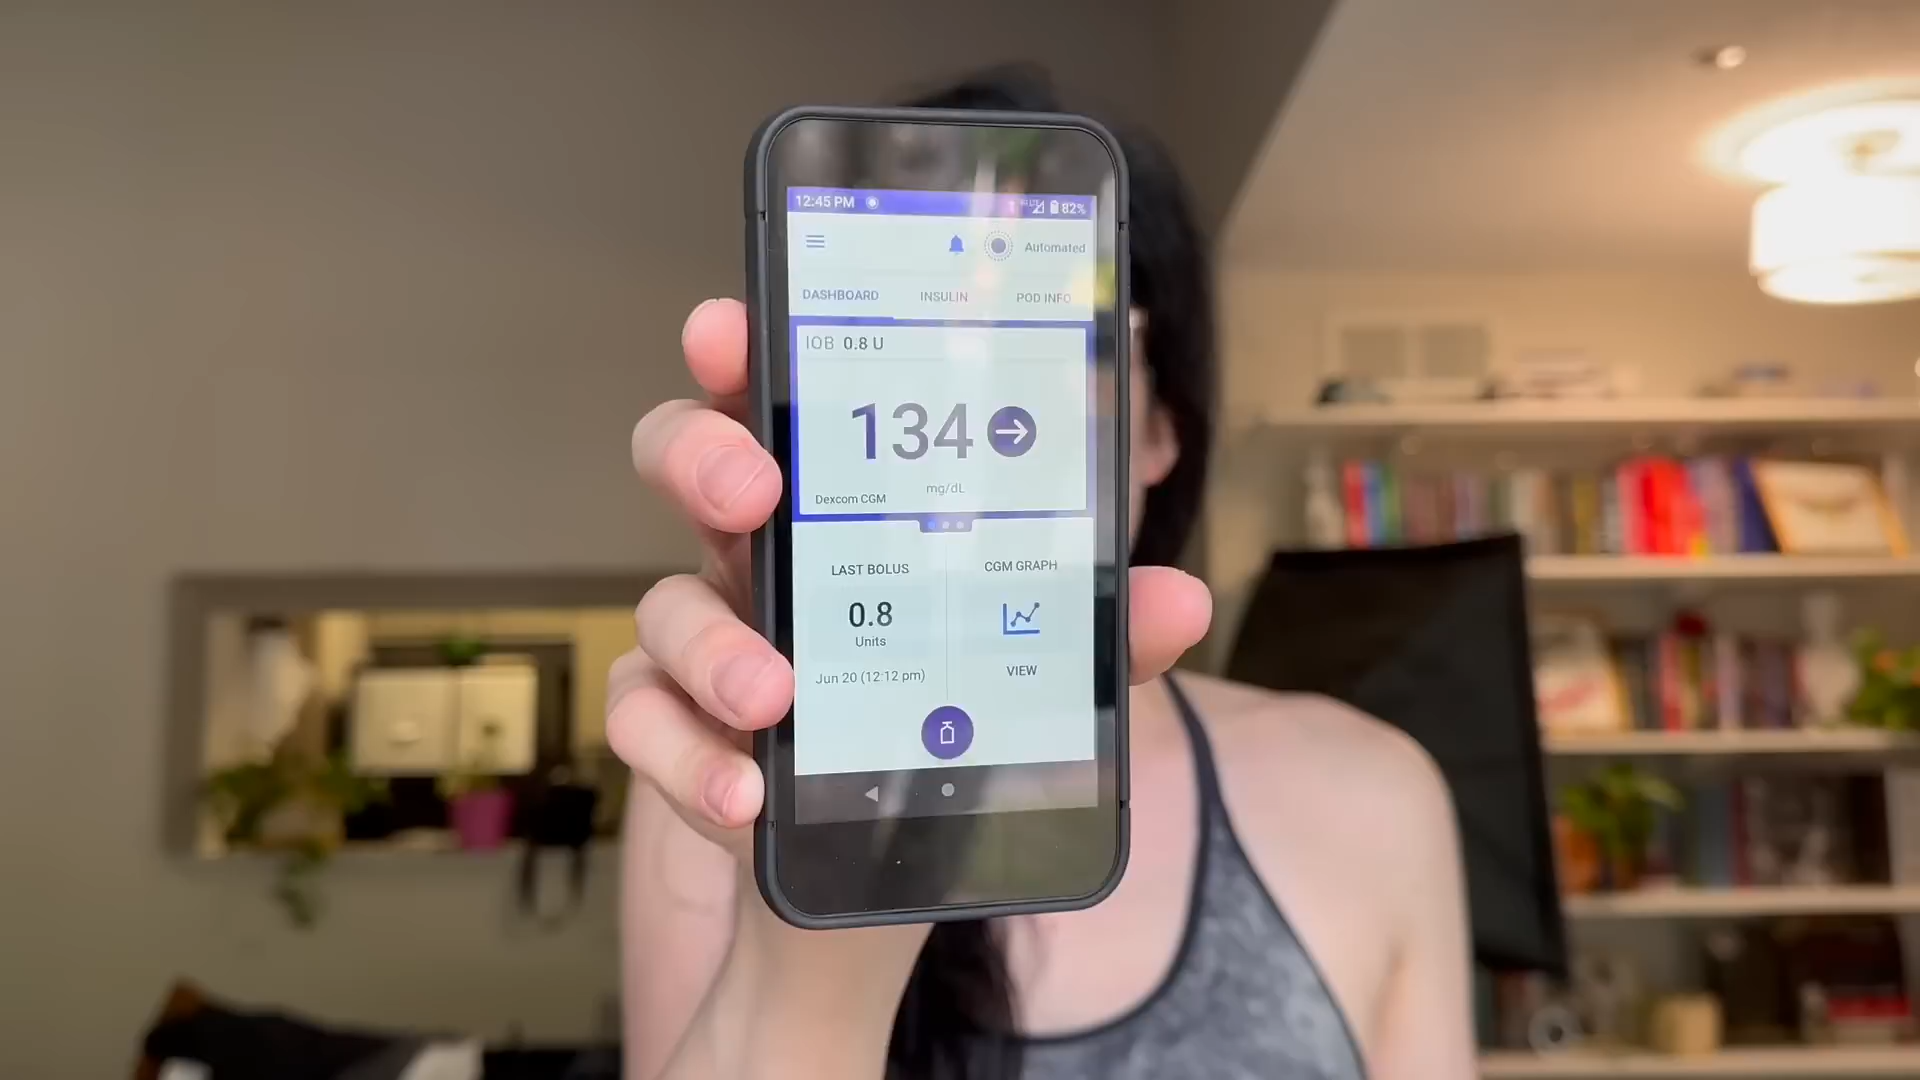 12:45 PM 82%
Automated
DASHBOARD INSULIN POD INFO
IOB 0.8 U
134
mg/dL
Dexcom CGM
LAST BOLUS
0.8
Units
Jun 20 (12:12 pm)
CGM GRAPH
VIEW